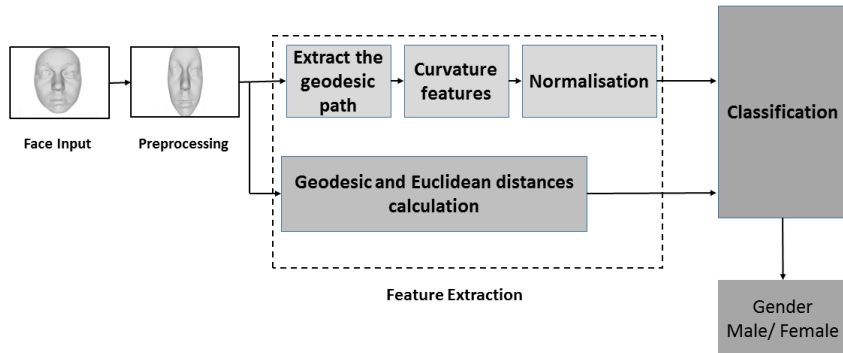 Face Input
Preprocessing
Extract the
geodesic
path
Curvature
features
Normalisation
Geodesic and Euclidean distances
calculation
Feature Extraction
Classification
Gender
Male/ Female